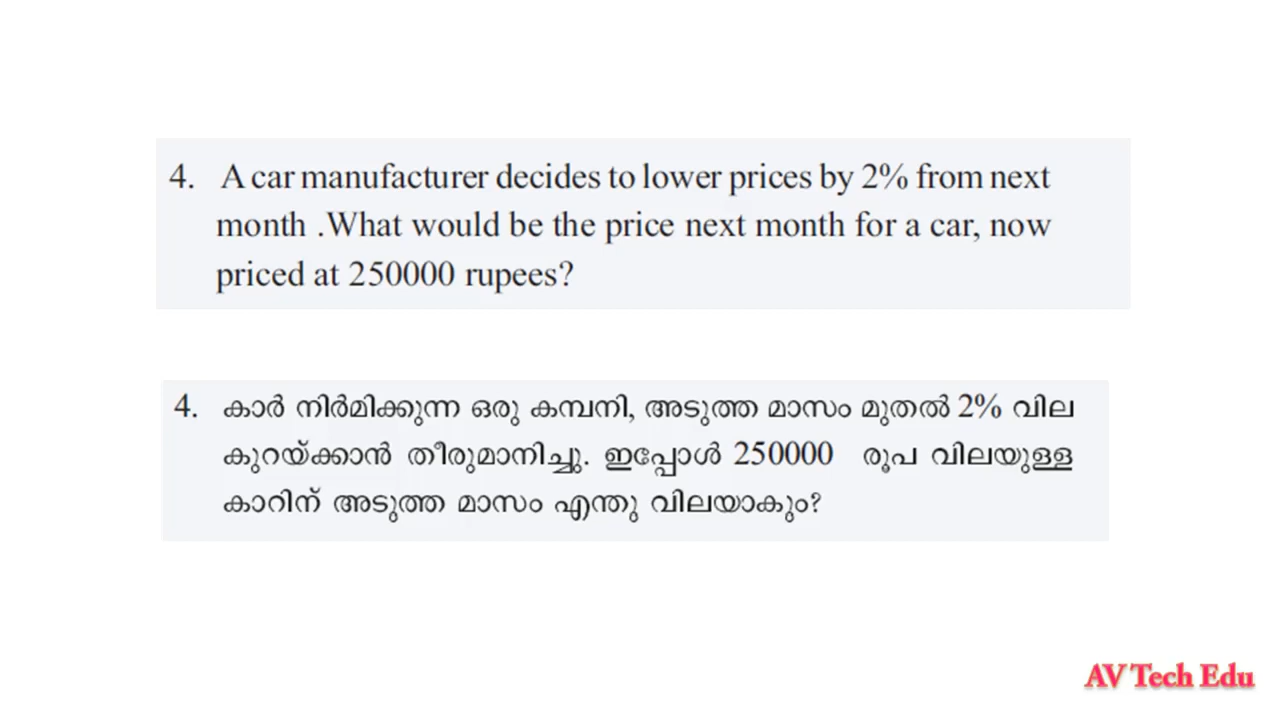 4. A car manufacturer decides to lower prices by 2% from next
month .What would be the price next month for a car, now
priced at 250000 rupees?
4. കാർ നിർമിക്കുന്ന ഒരു കമ്പനി, അടുത്ത മാസം മുതൽ 2% വില
കുറയ്ക്കാൻ തീരുമാനിച്ചു. ഇപ്പോൾ 250000 രൂപ വിലയുള്ള
കാറിന് അടുത്ത മാസം എന്തു വിലയാകും?
AV Tech Edu